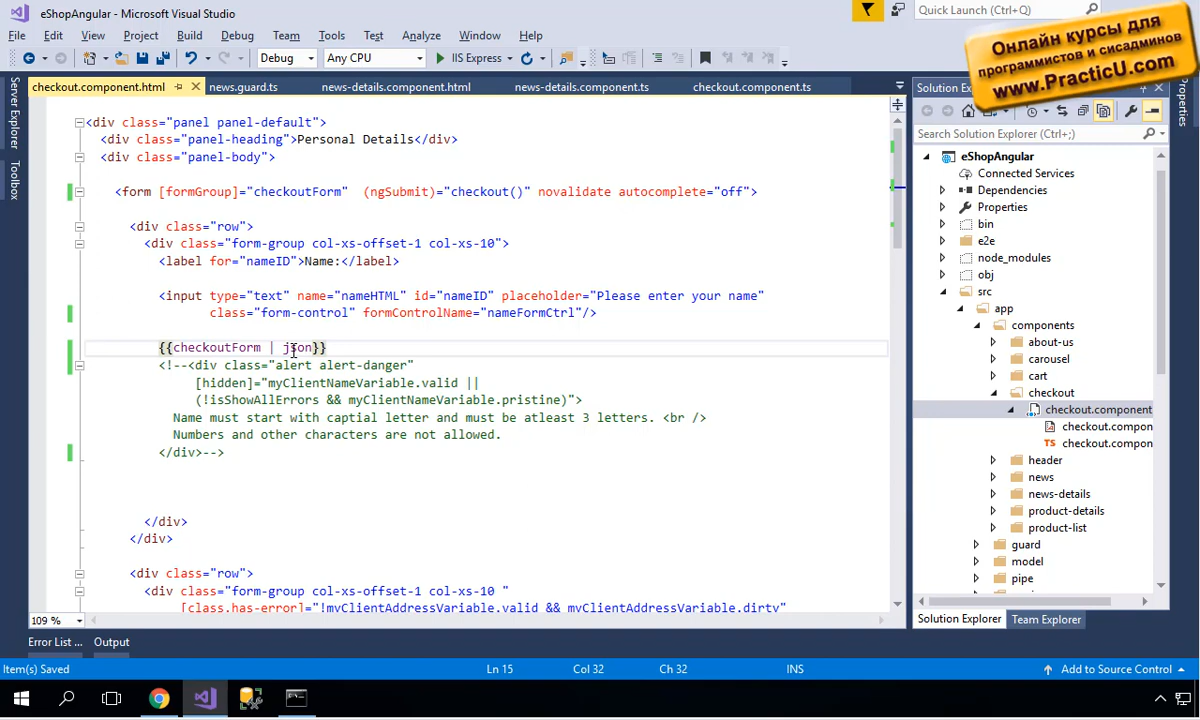 eShopAngular - Microsoft Visual Studio
Quick Launch (Ctrl+Q)
File Edit View Project Build Debug Team Tools Test Analyze Window Help
Debug Any CPU IIS Express
Онлайн курсы для
программистов и сисадминов
www.PracticU.com
checkout.component.html news.guard.ts news-details.component.html news-details.component.ts checkout.component.ts
Server Explorer
Toolbox
Properties
<div class="panel panel-default">
<div class="panel-heading">Personal Details</div>
<div class="panel-body">
<form [formGroup]="checkoutForm" (ngSubmit)="checkout()" novalidate autocomplete="off">
<div class="row">
<div class="form-group col-xs-offset-1 col-xs-10">
<label for="nameID">Name:</label>
<input type="text" name="nameHTML" id="nameID" placeholder="Please enter your name"
class="form-control" formControlName="nameFormCtrl"/>
{{checkoutForm | json}}
<!--<div class="alert alert-danger"
[hidden]="myClientNameVariable.valid ||
(!isShowAllErrors && myClientNameVariable.pristine)">
Name must start with captial letter and must be atleast 3 letters. <br />
Numbers and other characters are not allowed.
</div>-->
</div>
</div>
<div class="row">
<div class="form-group col-xs-offset-1 col-xs-10 "
[class.has-error]="!myClientAddressVariable.valid && myClientAddressVariable.dirty"
109 %
Solution Explorer
Search Solution Explorer (Ctrl+;)
eShopAngular
Connected Services
Dependencies
Properties
bin
e2e
node_modules
obj
src
app
components
about-us
carousel
cart
checkout
checkout.component
checkout.compon
TS checkout.compon
header
news
news-details
product-details
product-list
guard
model
pipe
Solution Explorer Team Explorer
Error List ... Output
Item(s) Saved Ln 15 Col 32 Ch 32 INS Add to Source Control